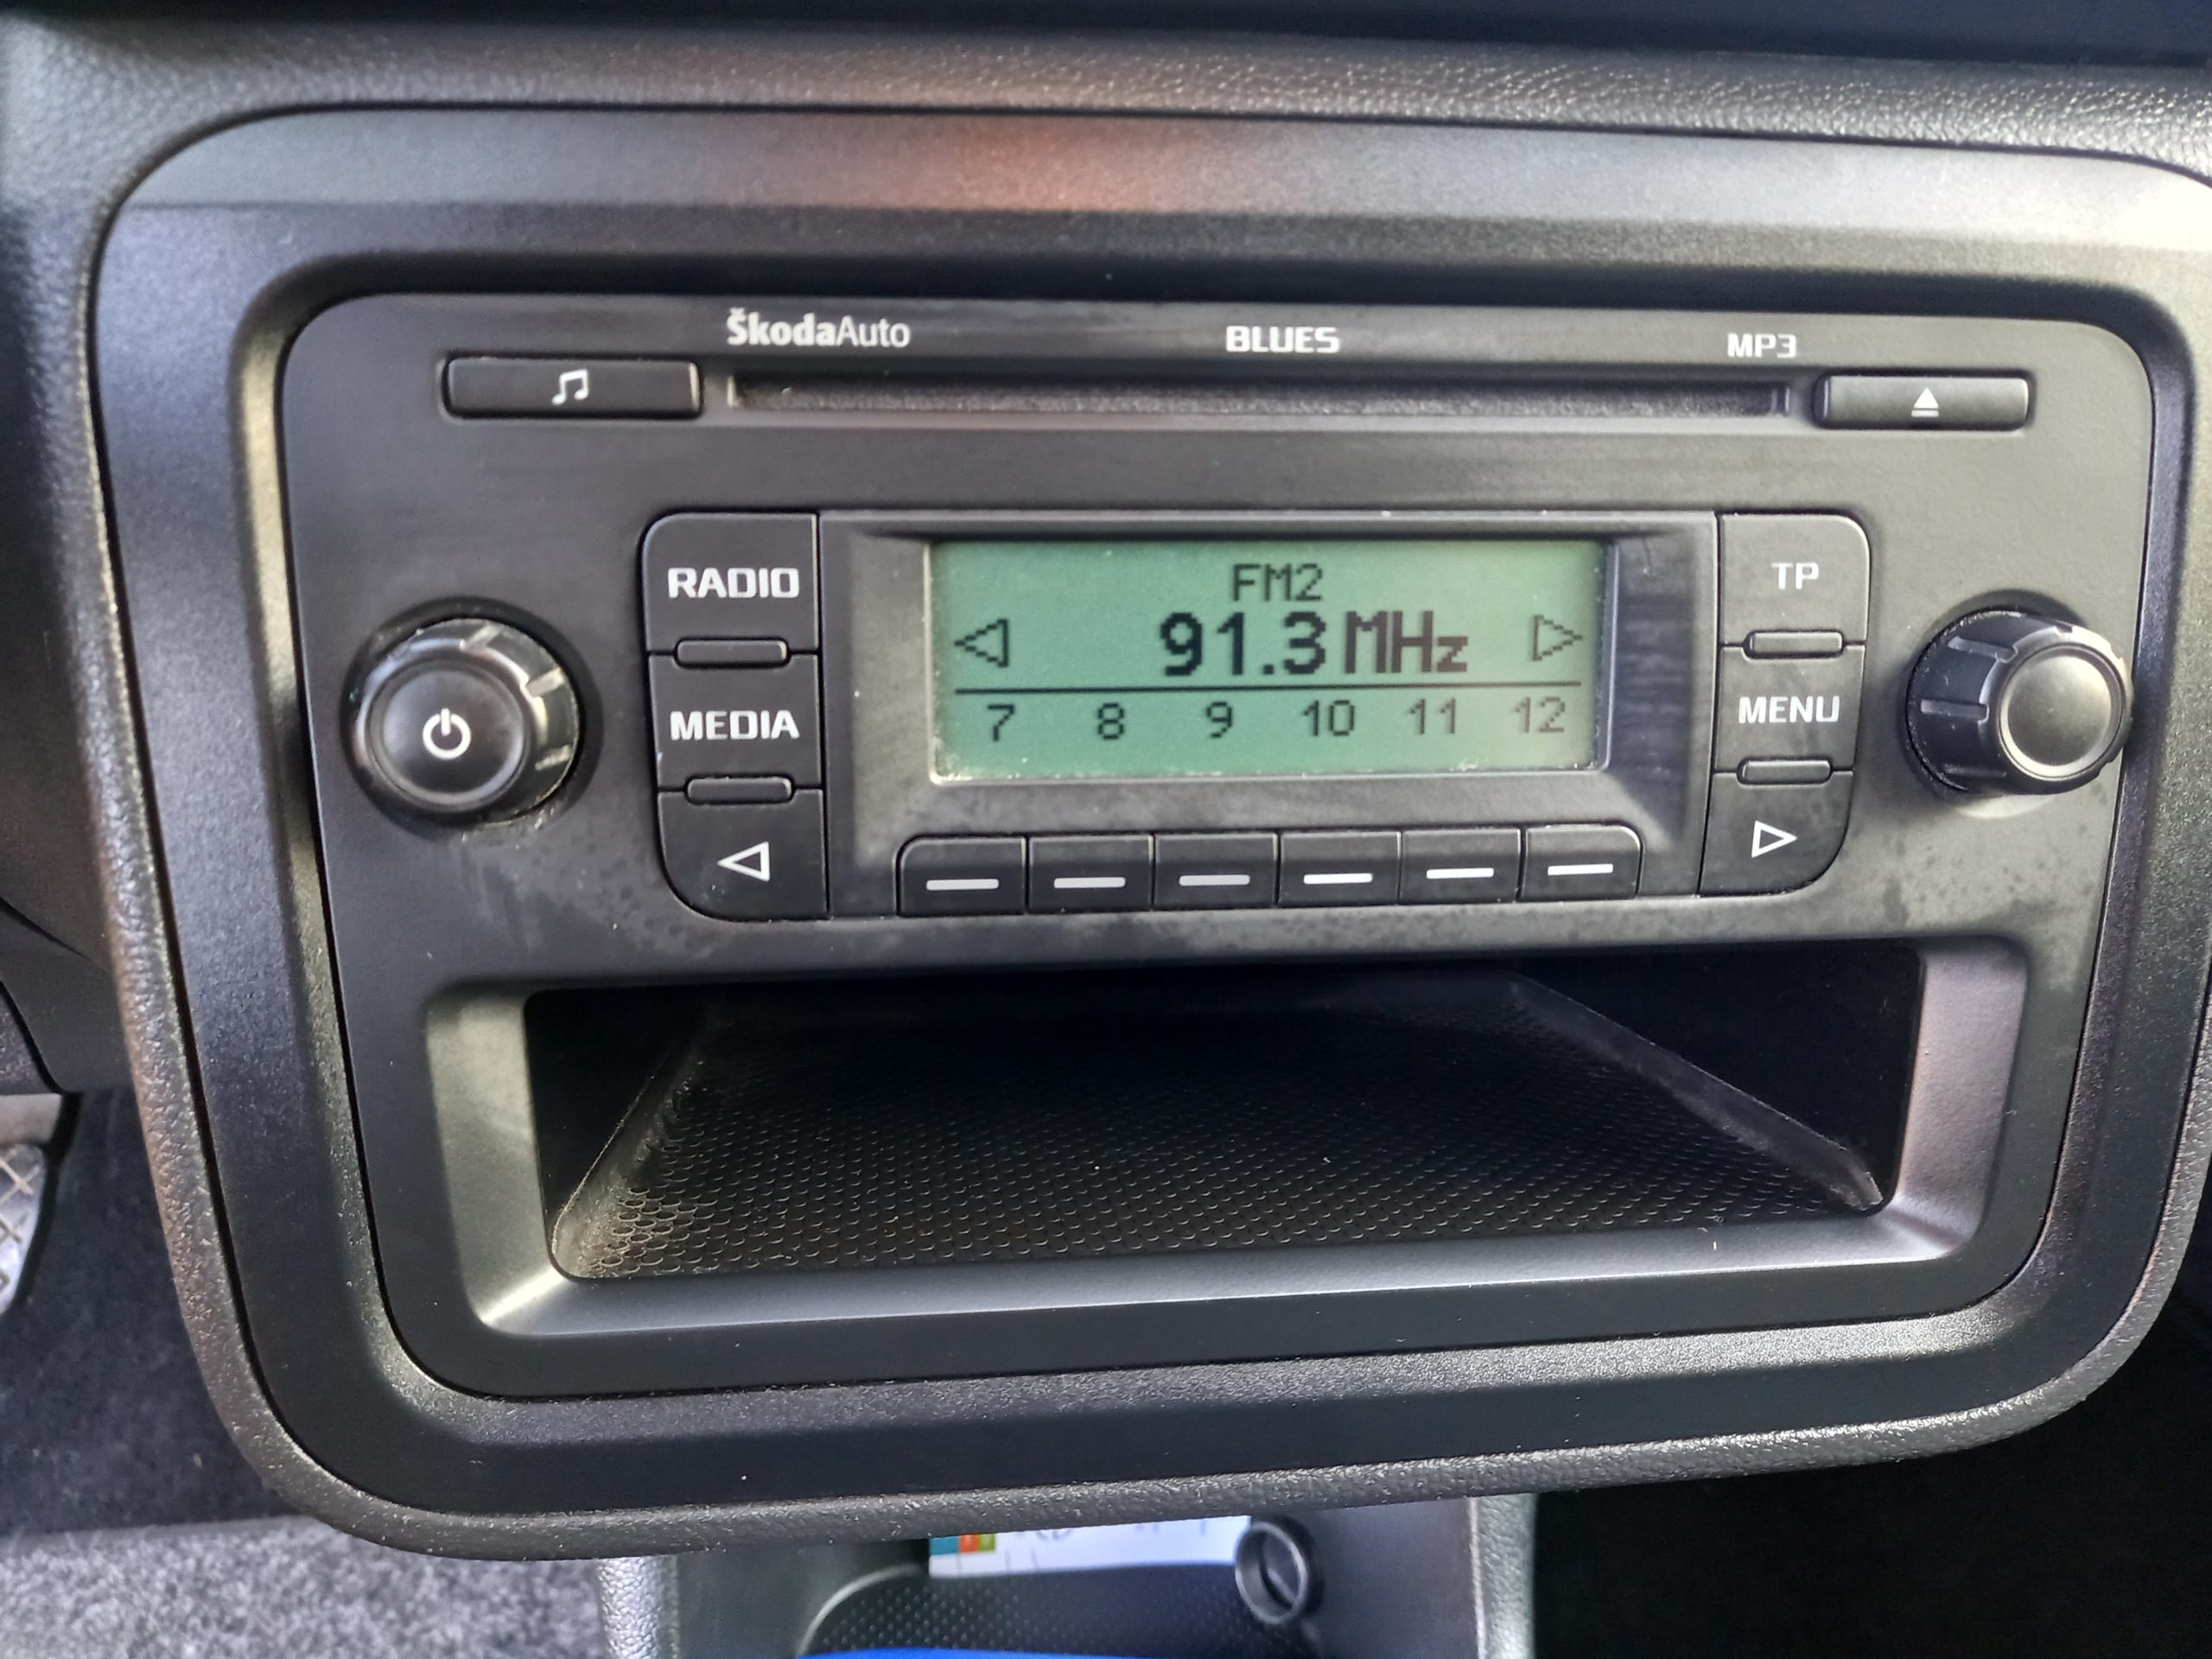 ŠkodaAuto
BLUES
MP3
RADIO
MEDIA
FM2
91.3 MHz
7 8 9 10 11 12
TP
MENU